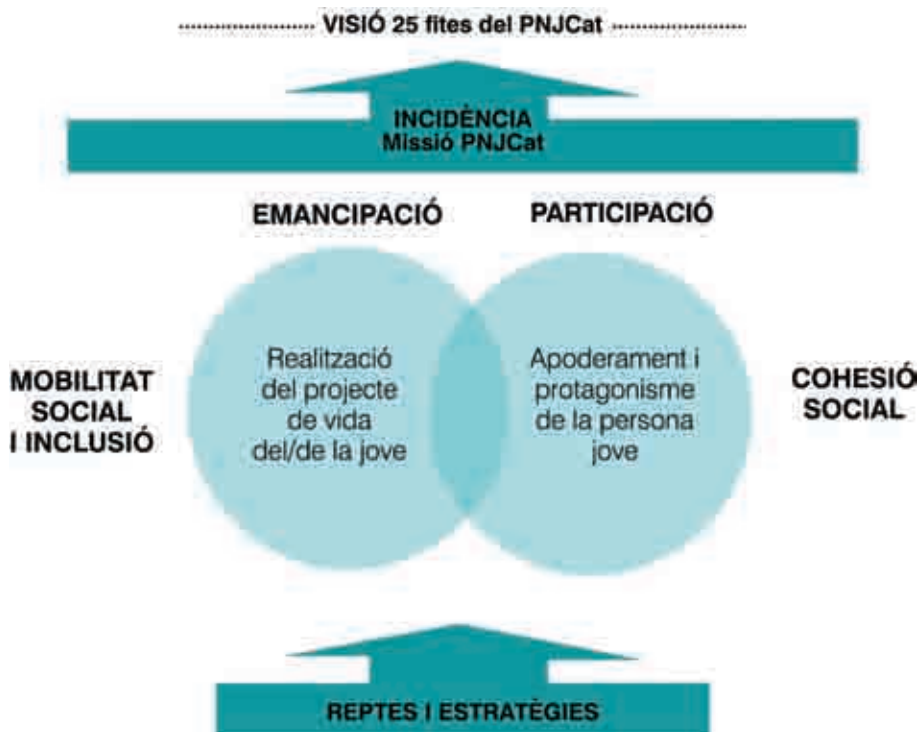 VISIÓ 25 fites del PNJCat
INCIDÈNCIA
Missió PNJCat
EMANCIPACIÓ
PARTICIPACIÓ
MOBILITAT
SOCIAL
I INCLUSIÓ
Realització
del projecte
de vida
del/de la jove
Apoderament i
protagonisme
de la persona
jove
COHESIÓ
SOCIAL
REPTES I ESTRATÈGIES